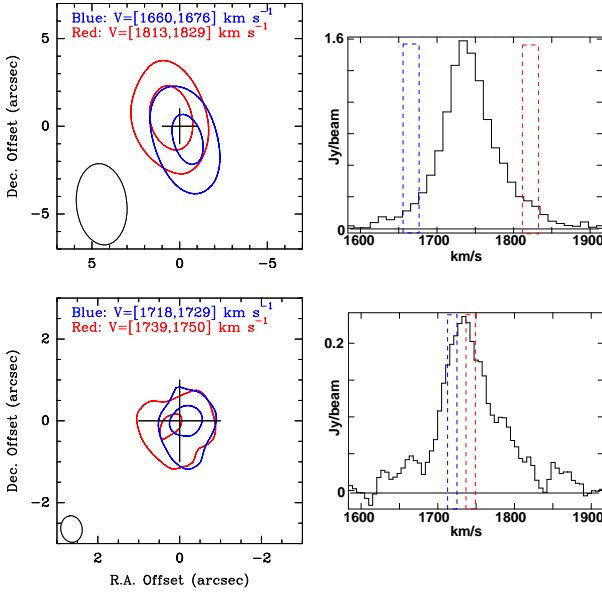 Blue: V=[1660,1676] km s⁻¹
Red: V=[1813,1829] km s⁻¹
Dec. Offset (arcsec)
5
0
−5
5
0
−5
1.6
Jy/beam
0
1600
1700
1800
1900
km/s
Blue: V=[1718,1729] km s⁻¹
Red: V=[1739,1750] km s⁻¹
Dec. Offset (arcsec)
2
0
−2
2
0
−2
R.A. Offset (arcsec)
0.2
Jy/beam
0
1600
1700
1800
1900
km/s